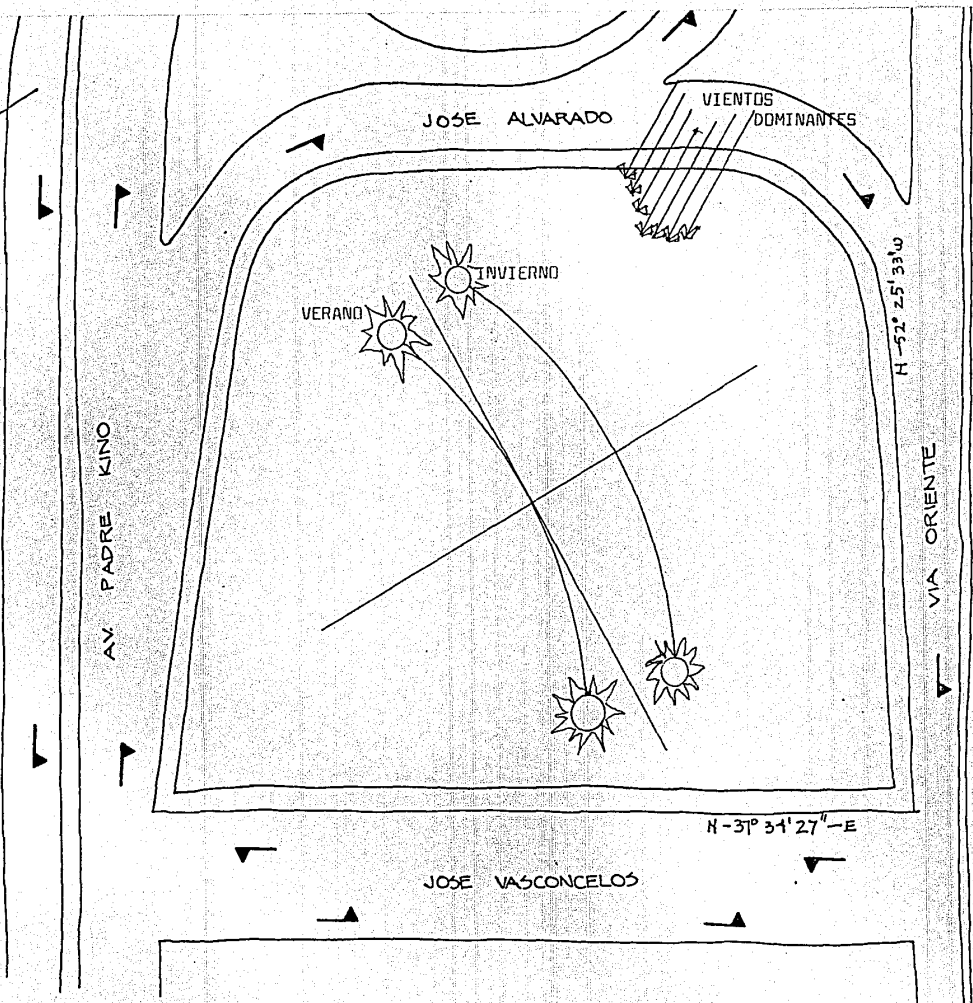 JOSE ALVARADO
VIENTOS
DOMINANTES
INVIERNO
VERANO
N-52° 25' 33" W
AV. PADRE KINO
VIA ORIENTE
N-37° 34' 27"-E
JOSE VASCONCELOS